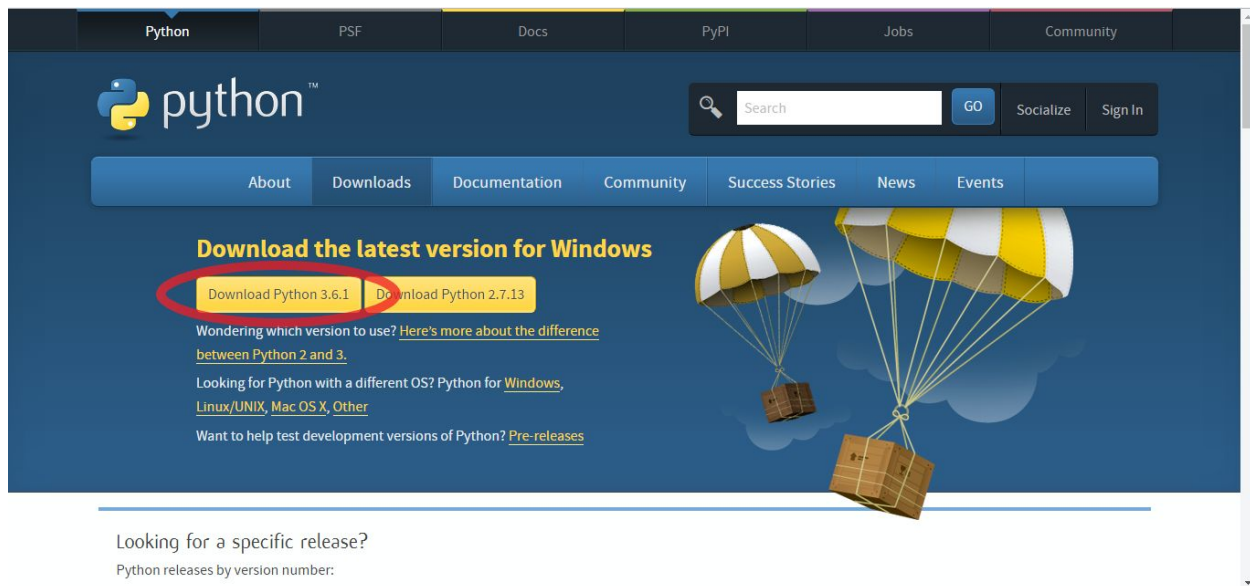 Python PSF Docs PyPI Jobs Community
python™
Search GO Socialize Sign In
About Downloads Documentation Community Success Stories News Events
Download the latest version for Windows
Download Python 3.6.1 Download Python 2.7.13
Wondering which version to use? Here's more about the difference
between Python 2 and 3.
Looking for Python with a different OS? Python for Windows,
Linux/UNIX, Mac OS X, Other
Want to help test development versions of Python? Pre-releases
Looking for a specific release?
Python releases by version number: